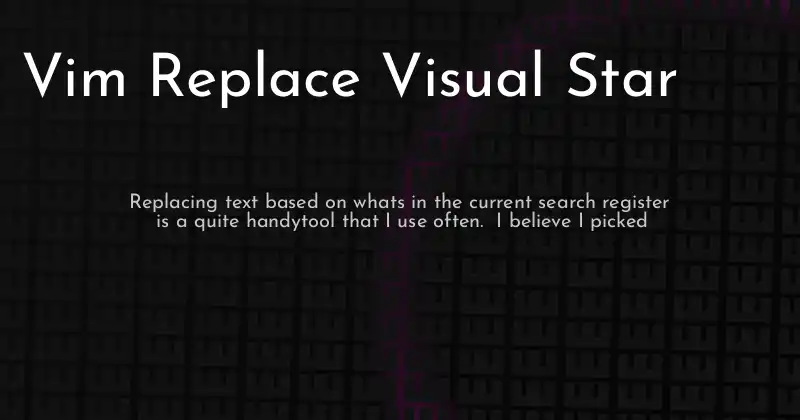 Vim Replace Visual Star
Replacing text based on whats in the current search register
is a quite handytool that I use often.  I believe I picked